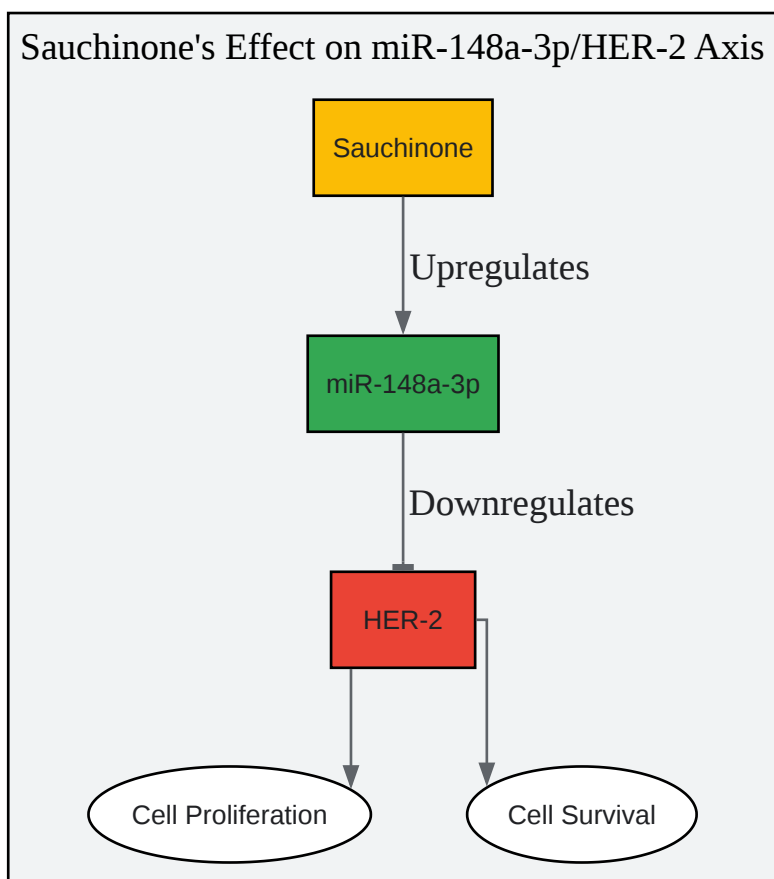 Sauchinone's Effect on miR-148a-3p/HER-2 Axis
Sauchinone
Upregulates
miR-148a-3p
Downregulates
HER-2
Cell Proliferation
Cell Survival